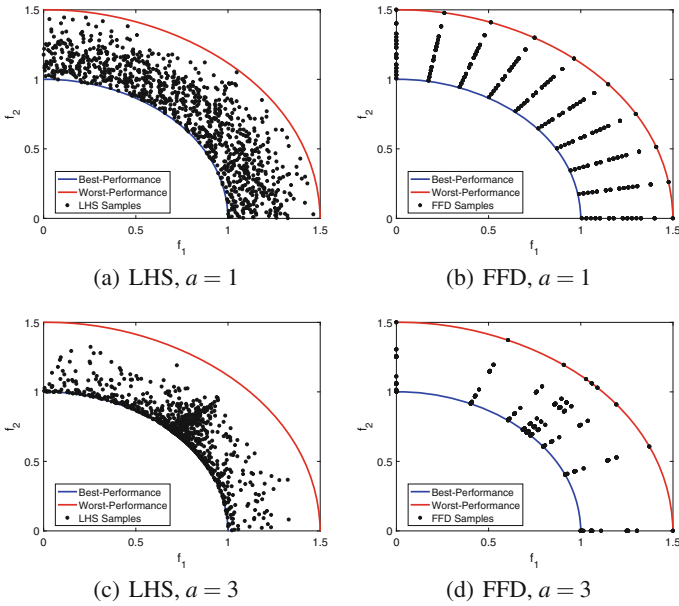 1.5
1
0.5
0
f2
0
0.5
1
1.5
f1
Best-Performance
Worst-Performance
LHS Samples
(a) LHS, a = 1
1.5
1
0.5
0
f2
0
0.5
1
1.5
f1
Best-Performance
Worst-Performance
FFD Samples
(b) FFD, a = 1
1.5
1
0.5
0
f2
0
0.5
1
1.5
f1
Best-Performance
Worst-Performance
LHS Samples
(c) LHS, a = 3
1.5
1
0.5
0
f2
0
0.5
1
1.5
f1
Best-Performance
Worst-Performance
FFD Samples
(d) FFD, a = 3